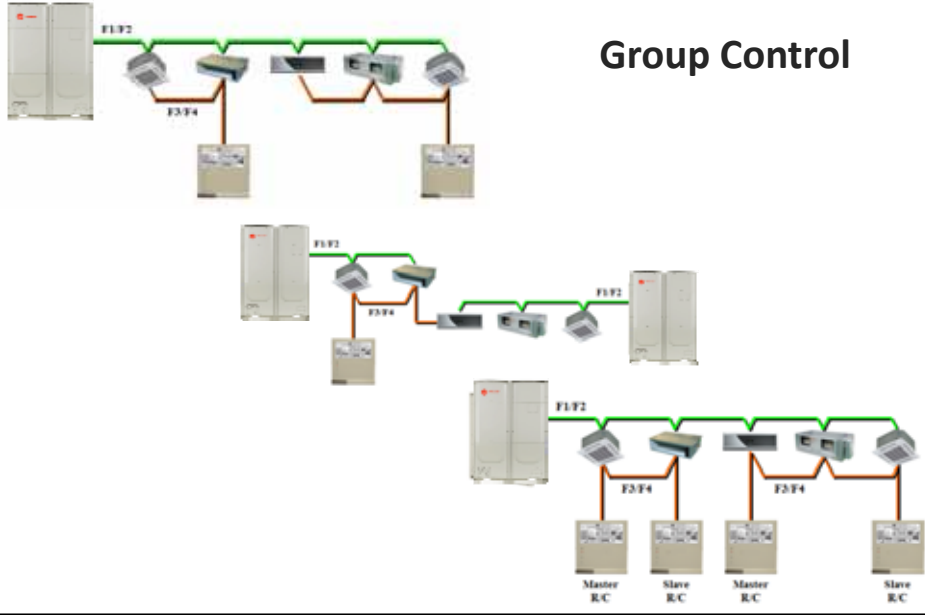 Group Control
F1/F2
F3/F4
F1/F2
F1/F2
F3/F4
F1/F2
F3/F4
F3/F4
Master
R/C
Slave
R/C
Master
R/C
Slave
R/C